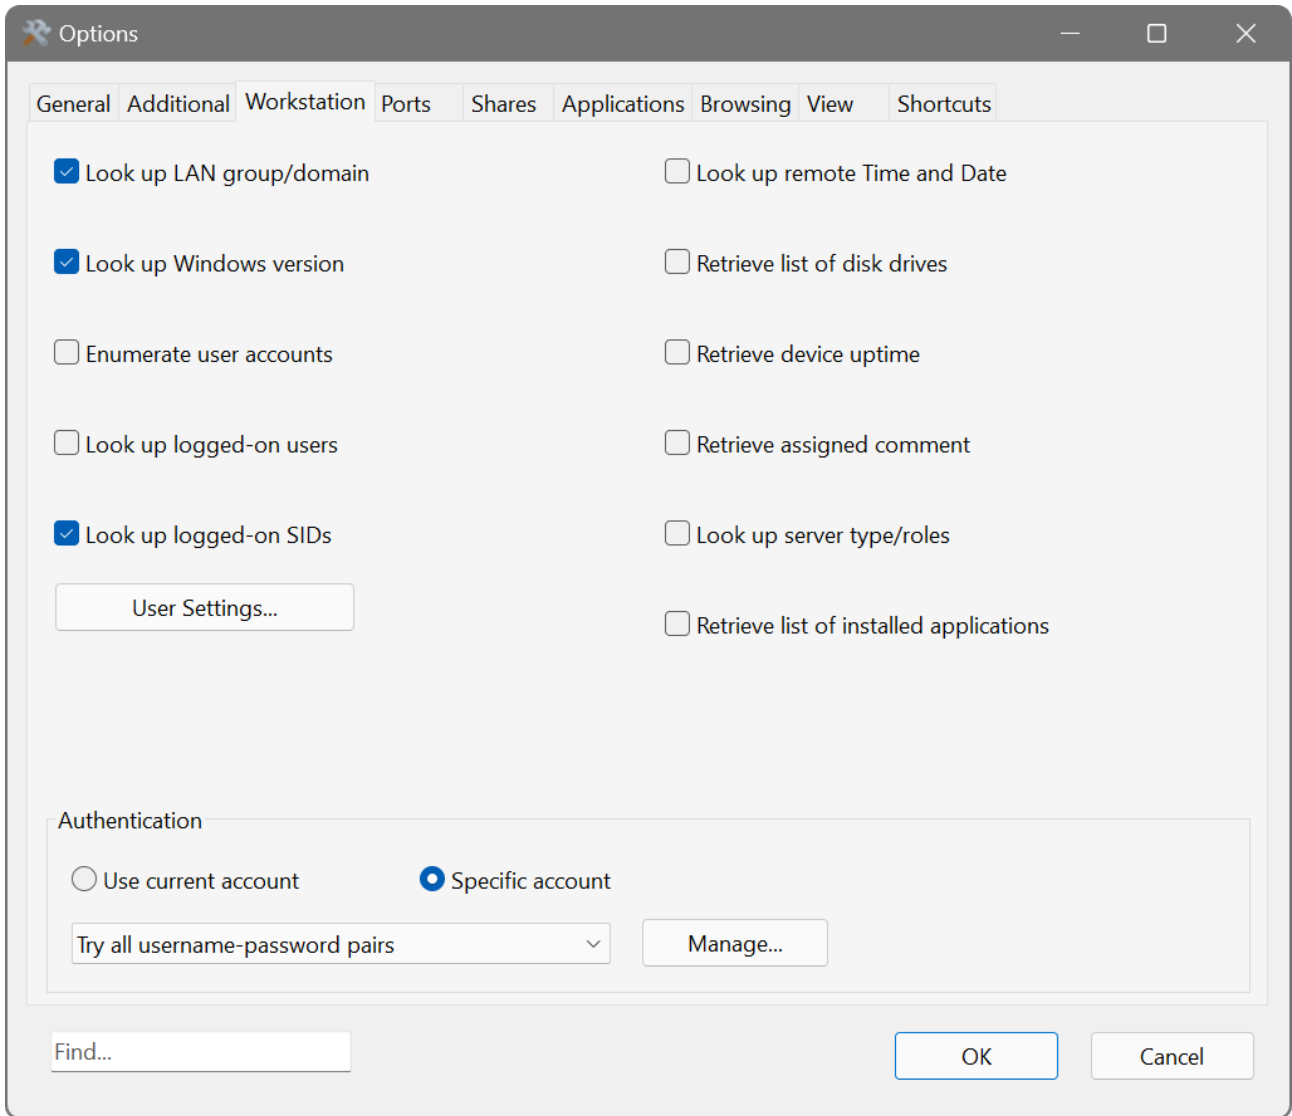 Options
General Additional Workstation Ports Shares Applications Browsing View Shortcuts
Look up LAN group/domain
Look up Windows version
Enumerate user accounts
Look up logged-on users
Look up logged-on SIDs
User Settings...
Look up remote Time and Date
Retrieve list of disk drives
Retrieve device uptime
Retrieve assigned comment
Look up server type/roles
Retrieve list of installed applications
Authentication
Use current account Specific account
Try all username-password pairs Manage...
Find... OK Cancel